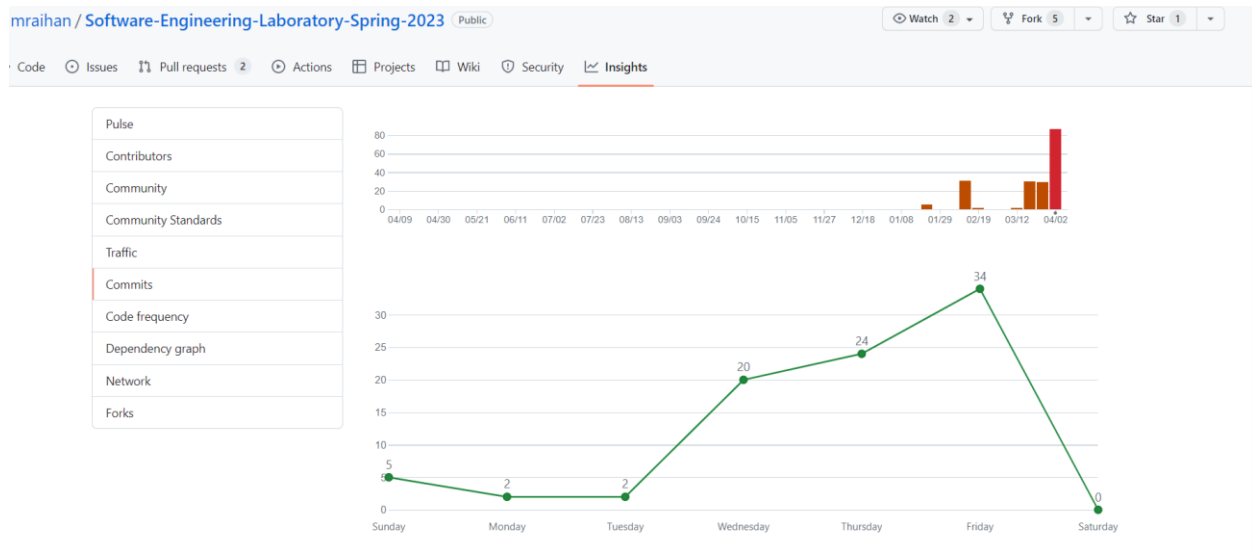 mraihan / Software-Engineering-Laboratory-Spring-2023 Public
Watch 2 Fork 5 Star 1
Code Issues Pull requests 2 Actions Projects Wiki Security Insights
Pulse
Contributors
Community
Community Standards
Traffic
Commits
Code frequency
Dependency graph
Network
Forks
80
60
40
20
0
04/09 04/30 05/21 06/11 07/02 07/23 08/13 09/03 09/24 10/15 11/05 11/27 12/18 01/08 01/29 02/19 03/12 04/02
34
30
25
24
20
20
15
10
5
5
2
2
0
0
Sunday Monday Tuesday Wednesday Thursday Friday Saturday